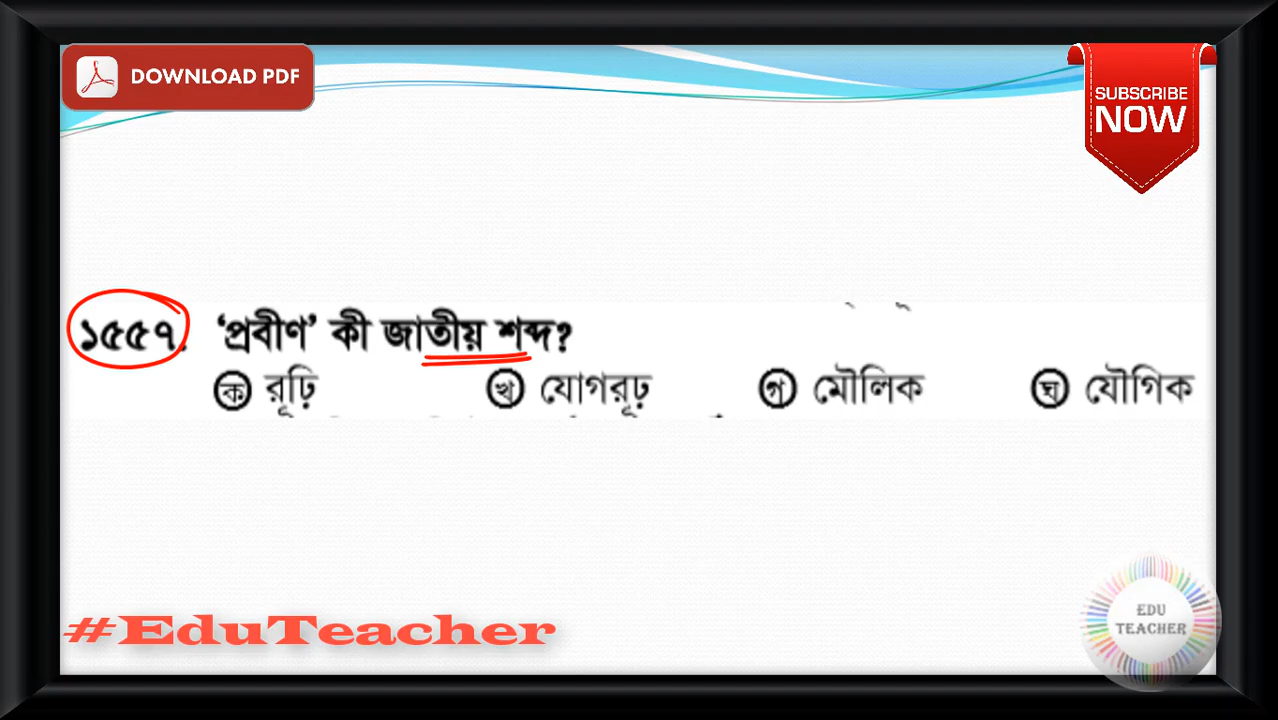 DOWNLOAD PDF
SUBSCRIBE
NOW
১৫৫৭. ‘প্রবীণ’ কী জাতীয় শব্দ?
ক রূঢ়ি খ যোগরূঢ় গ মৌলিক ঘ যৌগিক
#EduTeacher
EDU
TEACHER